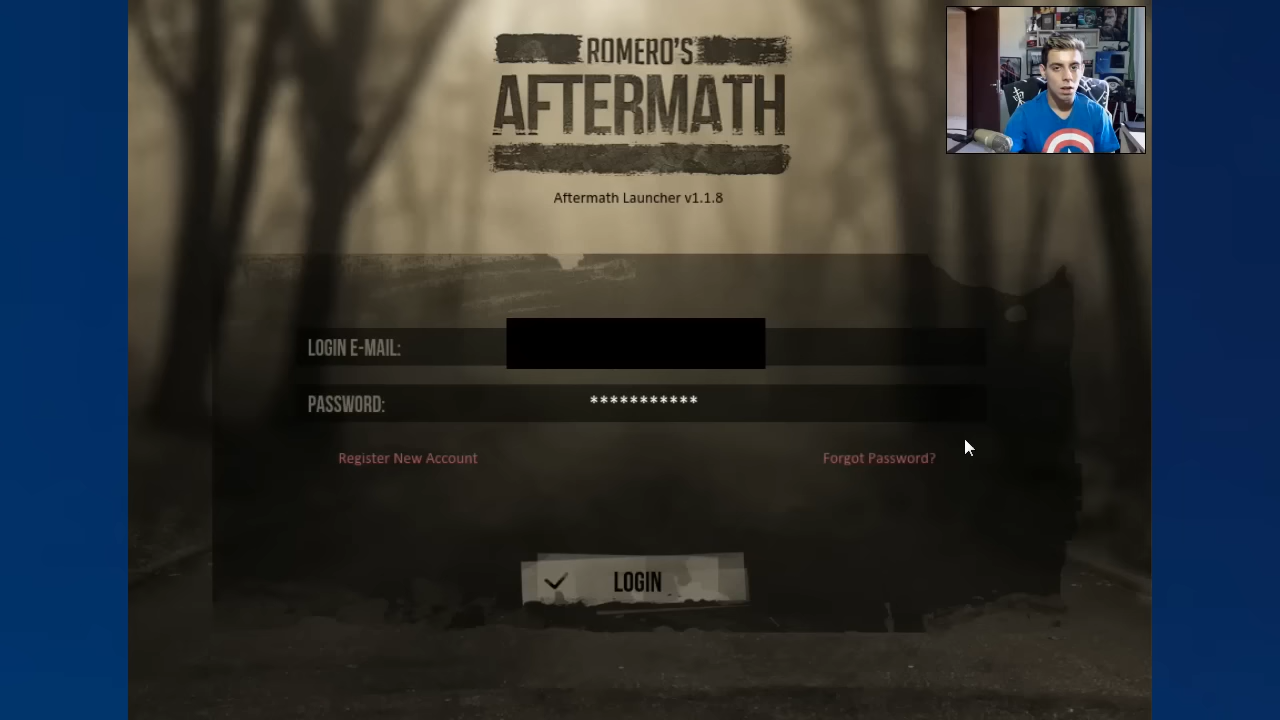 ROMERO'S
AFTERMATH
Aftermath Launcher v1.1.8
LOGIN E-MAIL:
PASSWORD: ***********
Register New Account
Forgot Password?
LOGIN